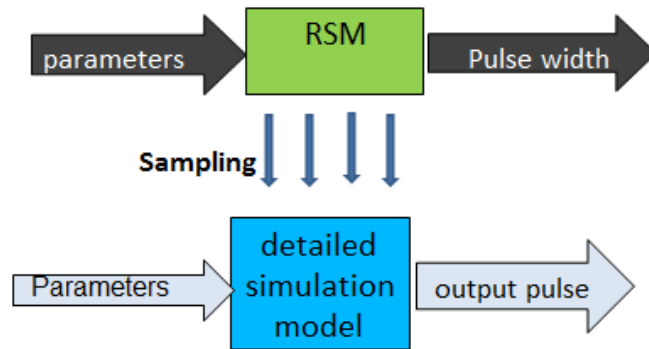 RSM
parameters
Pulse width
Sampling
detailed
simulation
model
Parameters
output pulse